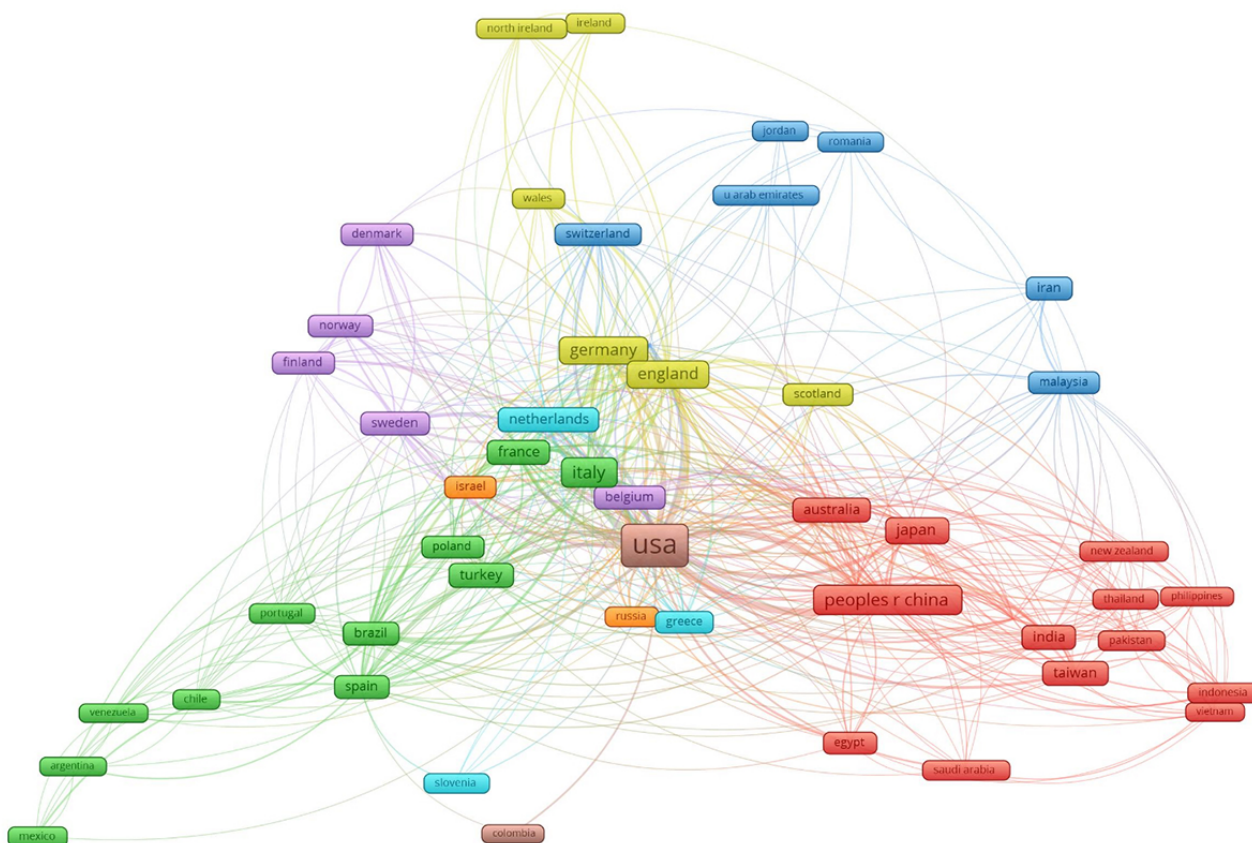 ireland
north ireland
jordan
romania
u arab emirates
wales
denmark
switzerland
iran
norway
germany
finland
england
malaysia
scotland
netherlands
sweden
france
italy
israel
belgium
australia
japan
usa
poland
new zealand
turkey
peoples r china
thailand
philippines
portugal
russia
greece
brazil
india
pakistan
taiwan
spain
chile
indonesia
venezuela
vietnam
egypt
argentina
saudi arabia
slovenia
colombia
mexico